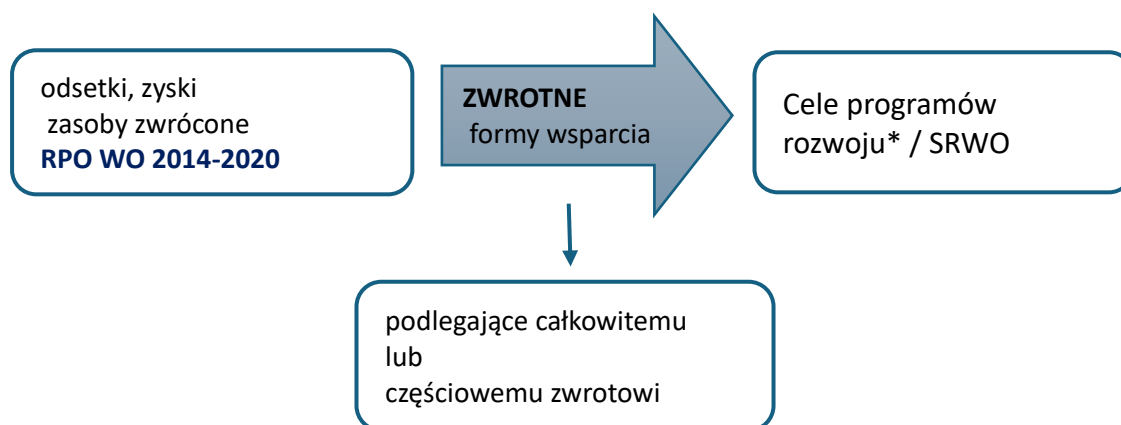 odsetki, zyski
zasoby zwrócone
RPO WO 2014-2020
ZWROTNE
formy wsparcia
Cele programów
rozwoju* / SRWO
podlegające całkowitemu
lub
częściowemu zwrotowi